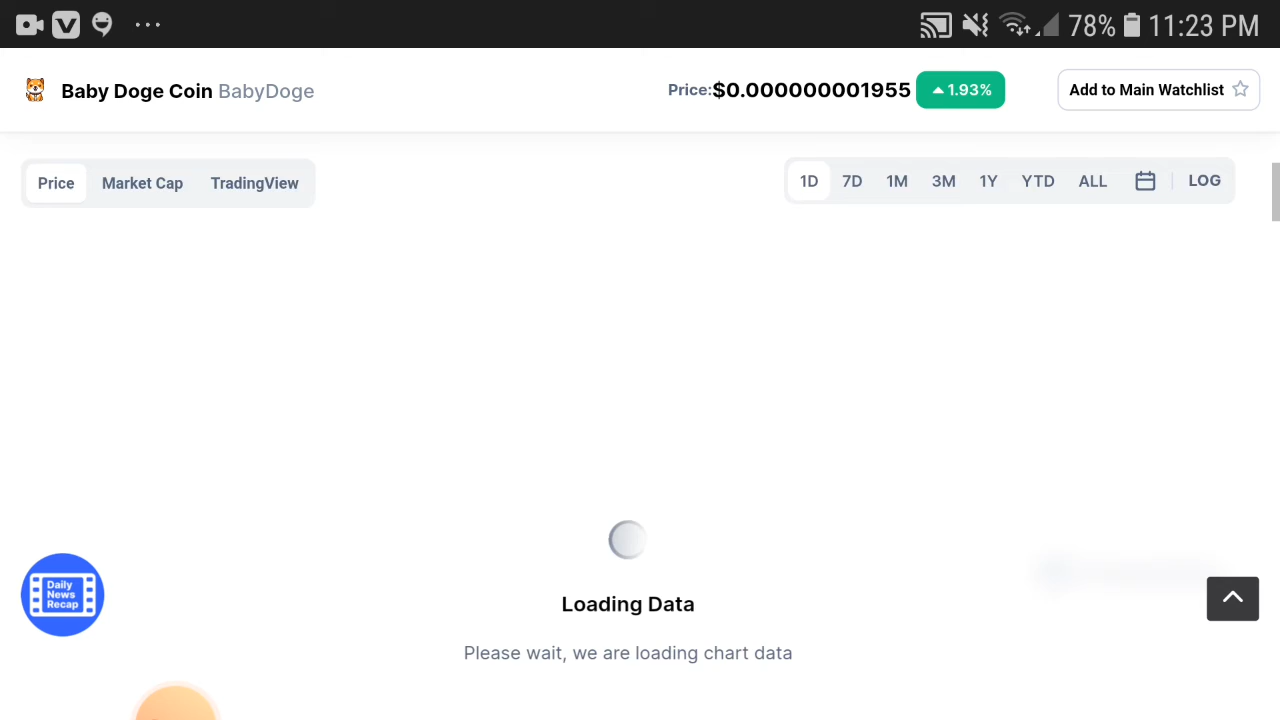 78% 11:23 PM
Baby Doge Coin BabyDoge Price:$0.000000001955 1.93% Add to Main Watchlist
Price Market Cap TradingView 1D 7D 1M 3M 1Y YTD ALL LOG
Daily
News
Recap
Loading Data
Please wait, we are loading chart data